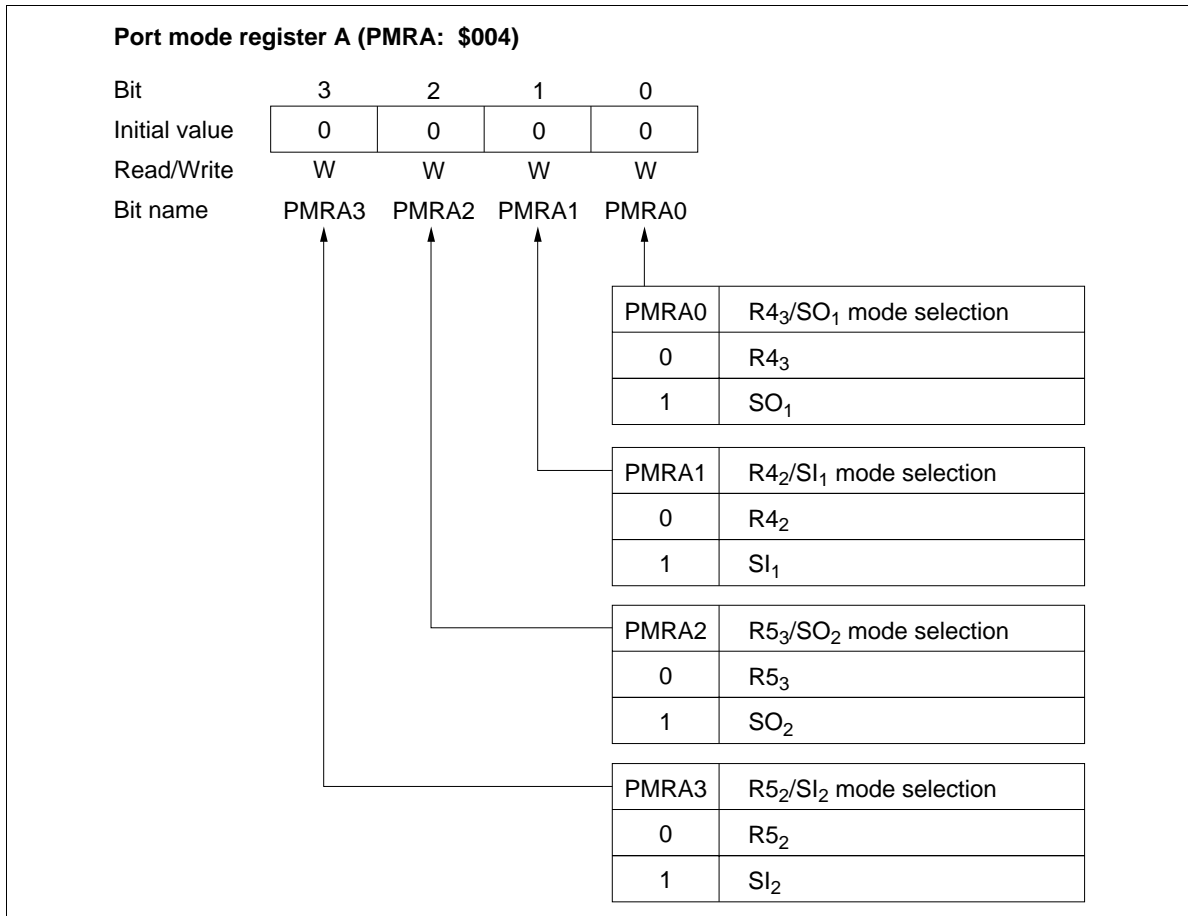 Port mode register A (PMRA: $004)
Bit 3 2 1 0
Initial value 0 0 0 0
Read/Write W W W W
Bit name PMRA3 PMRA2 PMRA1 PMRA0
PMRA0 R4₃/SO₁ mode selection
0 R4₃
1 SO₁
PMRA1 R4₂/SI₁ mode selection
0 R4₂
1 SI₁
PMRA2 R5₃/SO₂ mode selection
0 R5₃
1 SO₂
PMRA3 R5₂/SI₂ mode selection
0 R5₂
1 SI₂